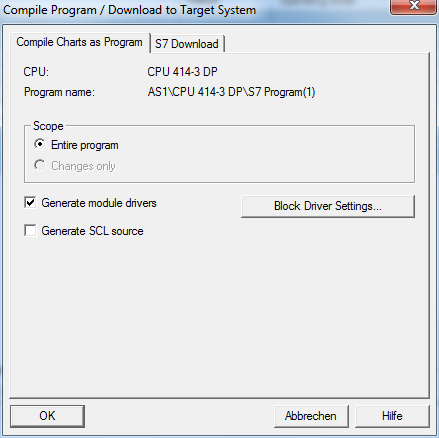 Compile Program / Download to Target System
Compile Charts as Program S7 Download
CPU: CPU 414-3 DP
Program name: AS1\CPU 414-3 DP\S7 Program(1)
Scope
Entire program
Changes only
Generate module drivers Block Driver Settings...
Generate SCL source
OK Abbrechen Hilfe